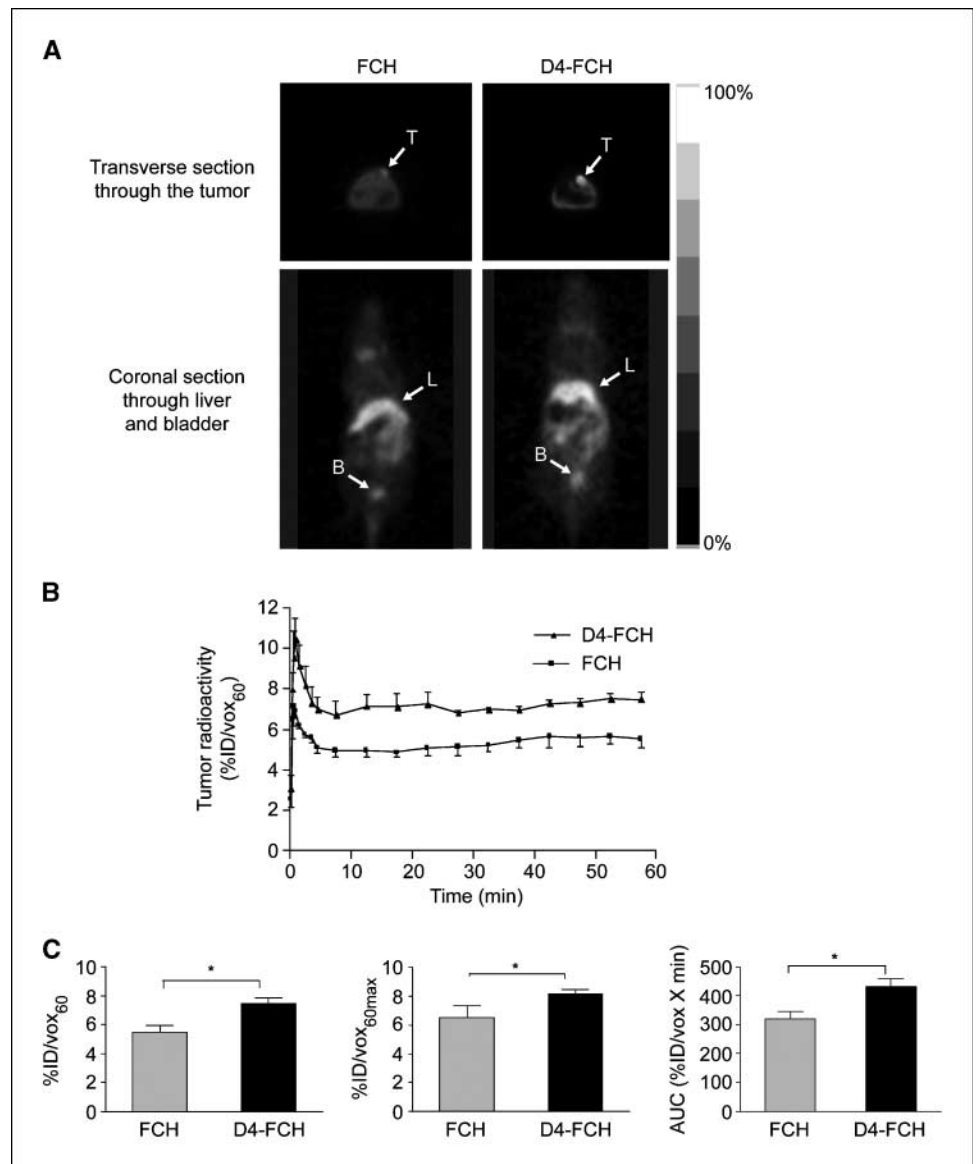 A
FCH
D4-FCH
Transverse section
through the tumor
T
T
100%
Coronal section
through liver
and bladder
L
L
B
B
0%
B
Tumor radioactivity
(%ID/vox60)
12
10
8
6
4
2
0
D4-FCH
FCH
0 10 20 30 40 50 60
Time (min)
C
%ID/vox60
10
8
6
4
2
0
*
FCH D4-FCH
%ID/vox60max
10
8
6
4
2
0
*
FCH D4-FCH
AUC (%ID/vox X min)
500
400
300
200
100
0
*
FCH D4-FCH